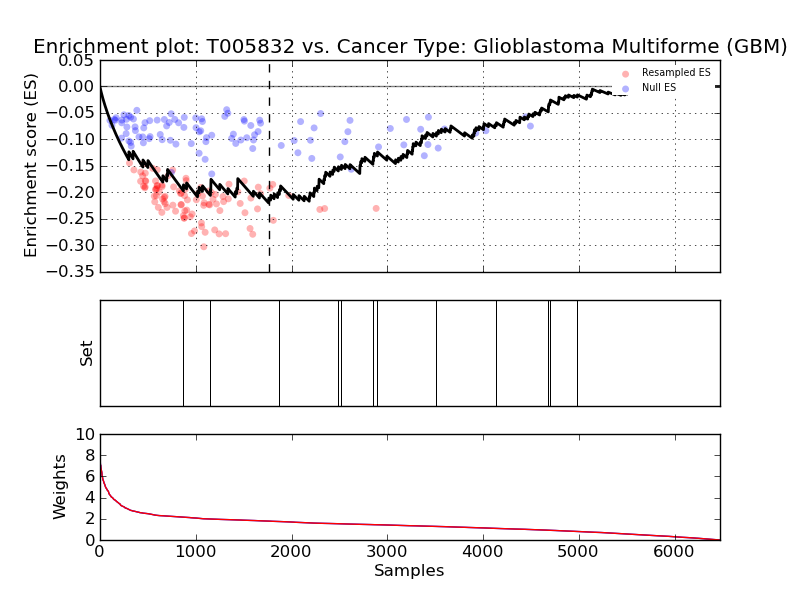 Enrichment plot: T005832 vs. Cancer Type: Glioblastoma Multiforme (GBM)
0.05
0.00
−0.05
−0.10
−0.15
−0.20
−0.25
−0.30
−0.35
Enrichment score (ES)
Resampled ES
Null ES
Set
10
8
6
4
2
0
Weights
0 1000 2000 3000 4000 5000 6000
Samples